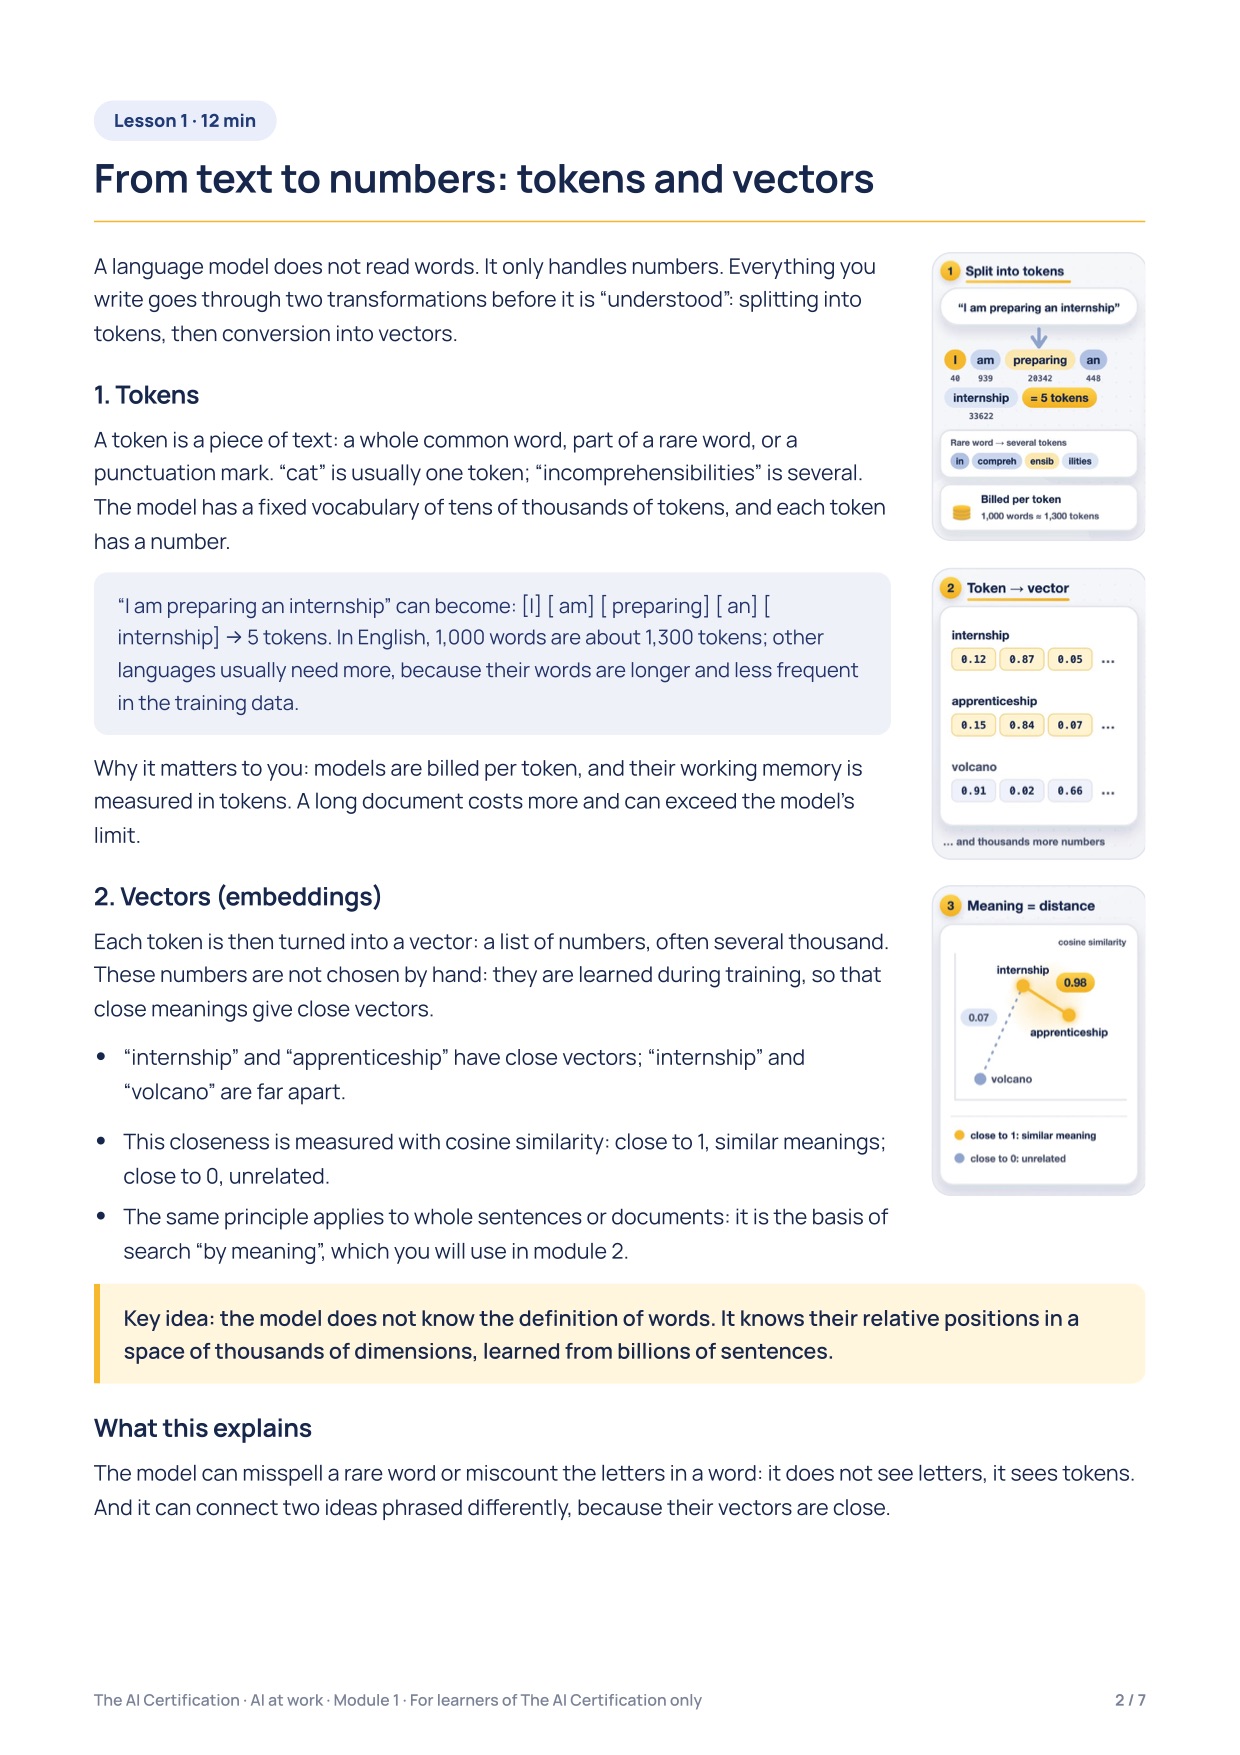 Lesson 1 · 12 min
From text to numbers: tokens and vectors
A language model does not read words. It only handles numbers. Everything you
write goes through two transformations before it is “understood”: splitting into
tokens, then conversion into vectors.
1. Tokens
A token is a piece of text: a whole common word, part of a rare word, or a
punctuation mark. “cat” is usually one token; “incomprehensibilities” is several.
The model has a fixed vocabulary of tens of thousands of tokens, and each token
has a number.
“I am preparing an internship” can become: [I] [ am] [ preparing] [ an] [
internship] → 5 tokens. In English, 1,000 words are about 1,300 tokens; other
languages usually need more, because their words are longer and less frequent
in the training data.
Why it matters to you: models are billed per token, and their working memory is
measured in tokens. A long document costs more and can exceed the model’s
limit.
2. Vectors (embeddings)
Each token is then turned into a vector: a list of numbers, often several thousand.
These numbers are not chosen by hand: they are learned during training, so that
close meanings give close vectors.
• “internship” and “apprenticeship” have close vectors; “internship” and
“volcano” are far apart.
• This closeness is measured with cosine similarity: close to 1, similar meanings;
close to 0, unrelated.
• The same principle applies to whole sentences or documents: it is the basis of
search “by meaning”, which you will use in module 2.
1 Split into tokens
“I am preparing an internship”
I am preparing an
40 939 20342 448
internship = 5 tokens
33622
Rare word → several tokens
in compreh ensib ilities
Billed per token
1,000 words ≈ 1,300 tokens
2 Token → vector
internship
0.12 0.87 0.05 ...
apprenticeship
0.15 0.84 0.07 ...
volcano
0.91 0.02 0.66 ...
... and thousands more numbers
3 Meaning = distance
cosine similarity
internship
0.98
0.07
apprenticeship
volcano
close to 1: similar meaning
close to 0: unrelated
Key idea: the model does not know the definition of words. It knows their relative positions in a
space of thousands of dimensions, learned from billions of sentences.
What this explains
The model can misspell a rare word or miscount the letters in a word: it does not see letters, it sees tokens.
And it can connect two ideas phrased differently, because their vectors are close.
The AI Certification · AI at work · Module 1 · For learners of The AI Certification only
2 / 7